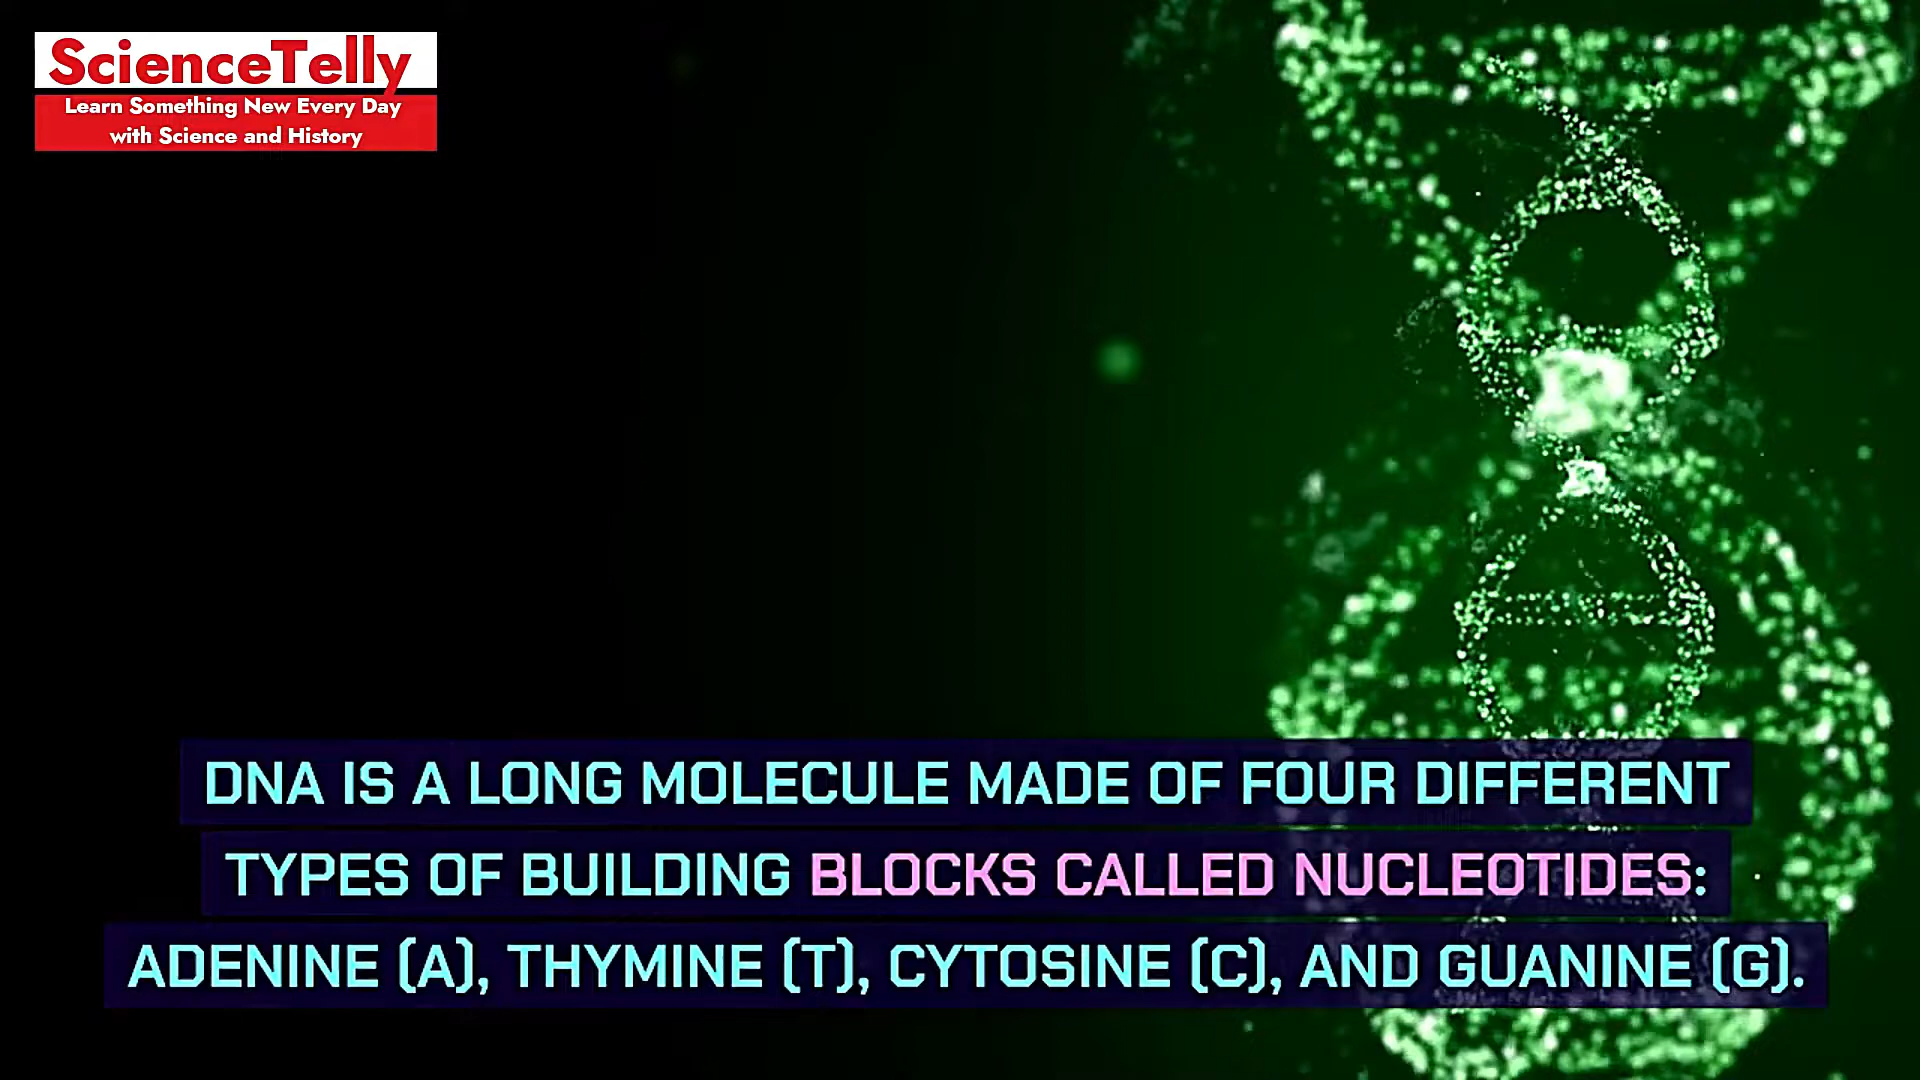 ScienceTelly
Learn Something New Every Day
with Science and History
DNA IS A LONG MOLECULE MADE OF FOUR DIFFERENT
TYPES OF BUILDING BLOCKS CALLED NUCLEOTIDES:
ADENINE (A), THYMINE (T), CYTOSINE (C), AND GUANINE (G).